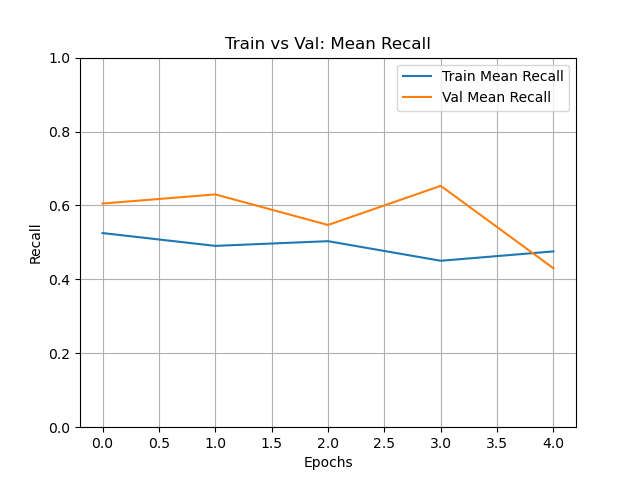 Train vs Val: Mean Recall
Train Mean Recall
Val Mean Recall
Recall
1.0
0.8
0.6
0.4
0.2
0.0
0.0 0.5 1.0 1.5 2.0 2.5 3.0 3.5 4.0
Epochs